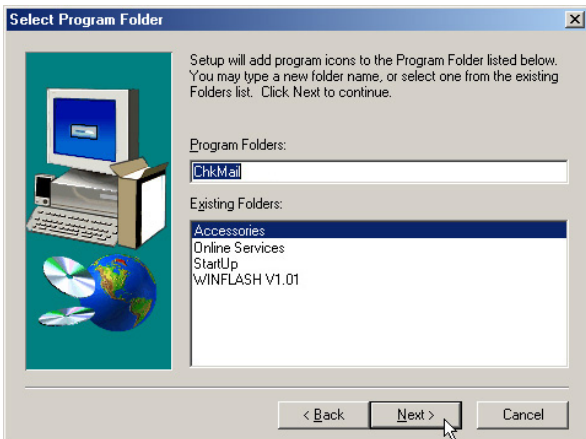 Select Program Folder
Setup will add program icons to the Program Folder listed below.
You may type a new folder name, or select one from the existing
Folders list. Click Next to continue.
Program Folders:
ChkMail
Existing Folders:
Accessories
Online Services
StartUp
WINFLASH V1.01
< Back Next > Cancel